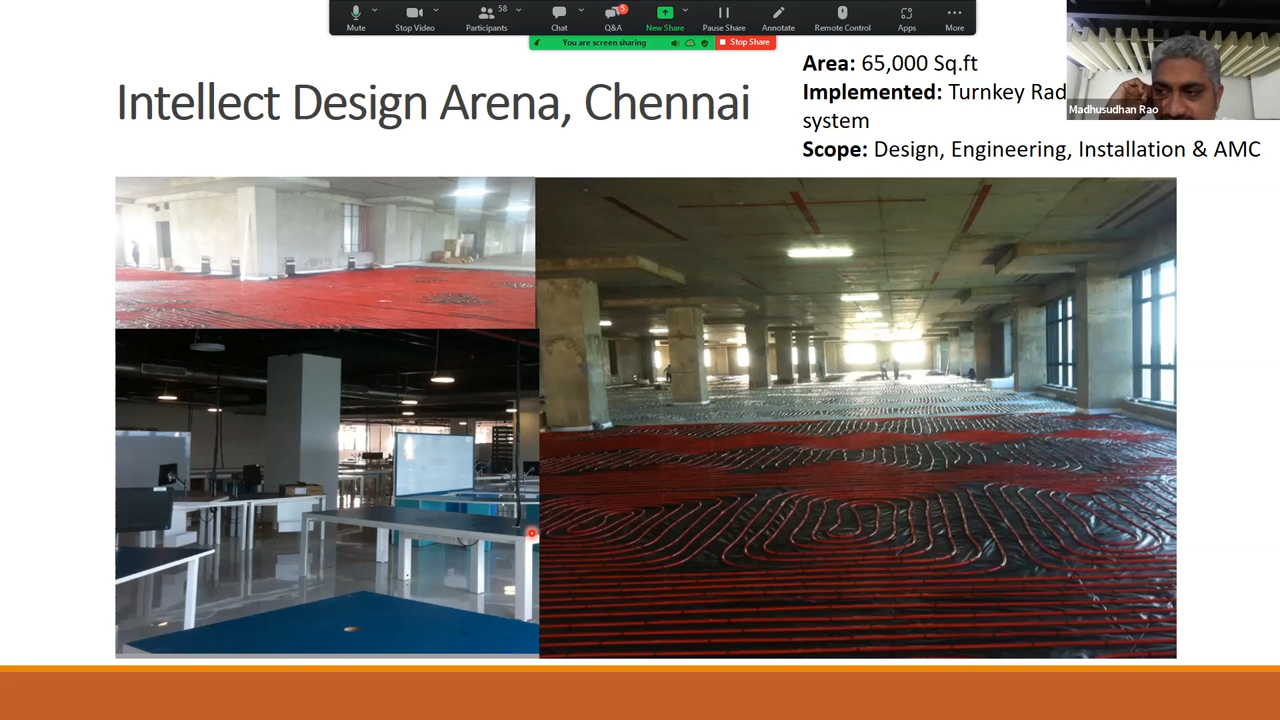 58
5
Mute
Stop Video
Participants
Chat
Q&A
New Share
Pause Share
Annotate
Remote Control
Apps
More
You are screen sharing
Stop Share
Intellect Design Arena, Chennai
Area: 65,000 Sq.ft
Implemented: Turnkey Rad
system
Scope: Design, Engineering, Installation & AMC
Madhusudhan Rao